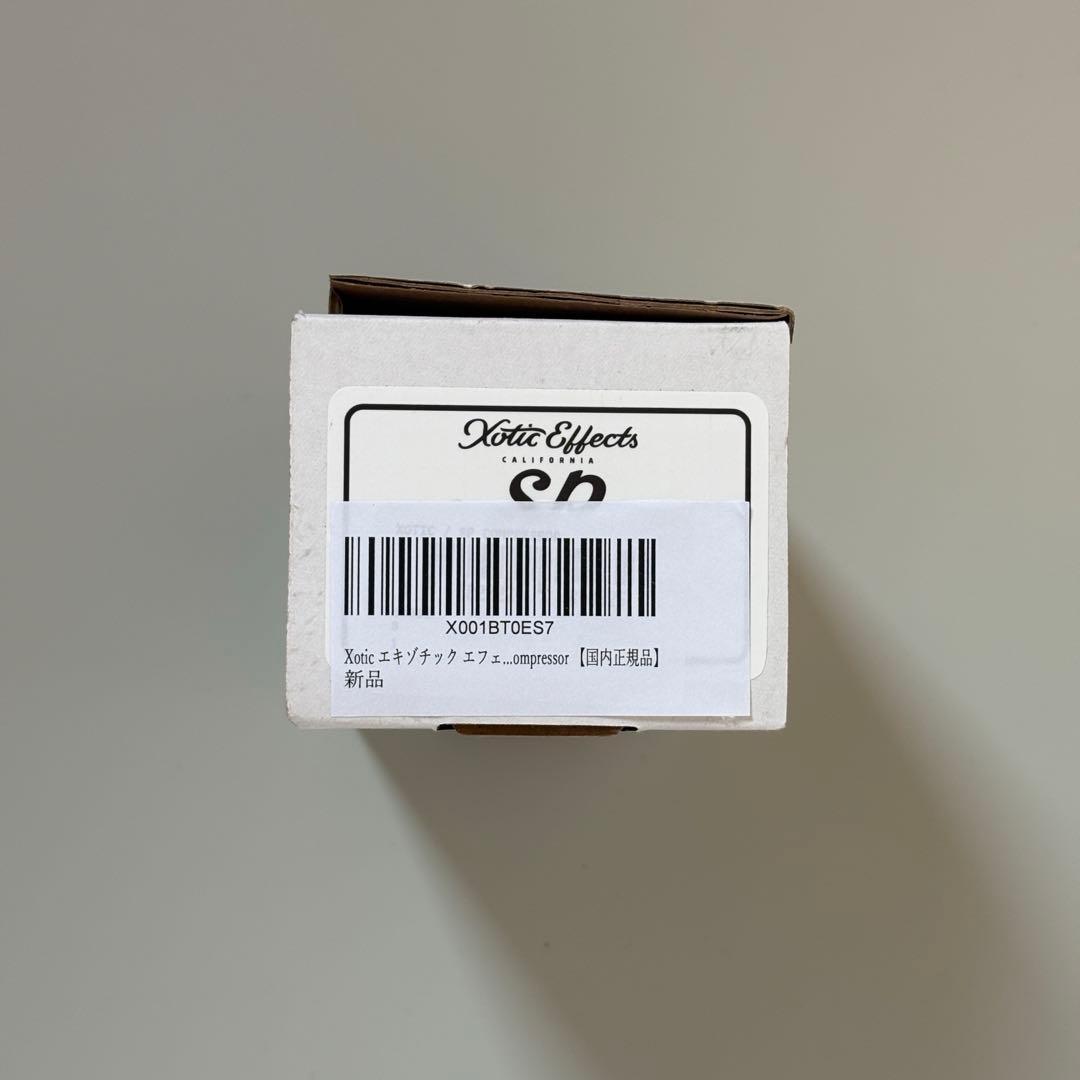 Xotic Effects
CALIFORNIA
SP
X001BT0ES7
Xotic エキゾチック エフェ...ompressor 【国内正規品】
新品